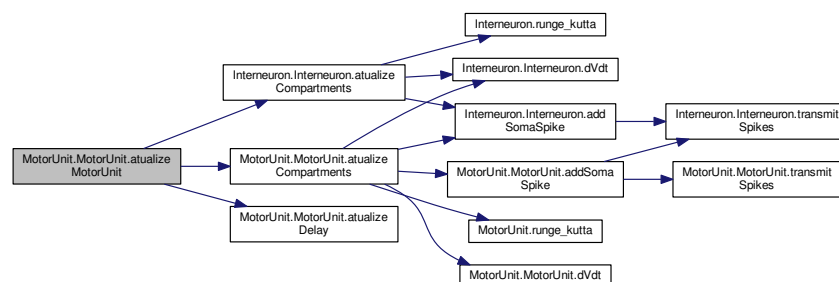 Interneuron.runge_kutta
Interneuron.Interneuron.atualize
Compartments
Interneuron.Interneuron.dVdt
Interneuron.Interneuron.add
SomaSpike
Interneuron.Interneuron.transmit
Spikes
MotorUnit.MotorUnit.atualize
MotorUnit
MotorUnit.MotorUnit.atualize
Compartments
MotorUnit.MotorUnit.addSoma
Spike
MotorUnit.MotorUnit.transmit
Spikes
MotorUnit.MotorUnit.atualize
Delay
MotorUnit.runge_kutta
MotorUnit.MotorUnit.dVdt